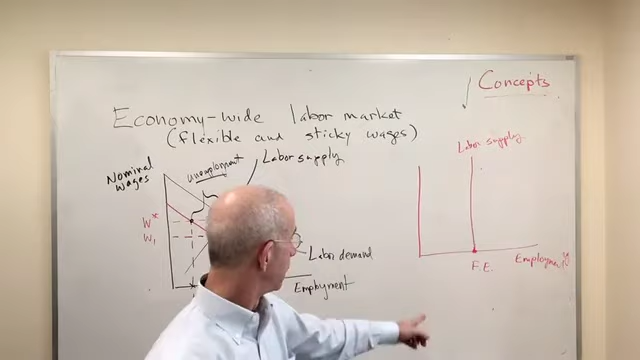 Concepts
Economy-wide labor market
(flexible and sticky wages)
Nominal
wages
unemployment
Labor supply
W*
W1
Labor demand
Employment
Labor supply
F.E.
Employment